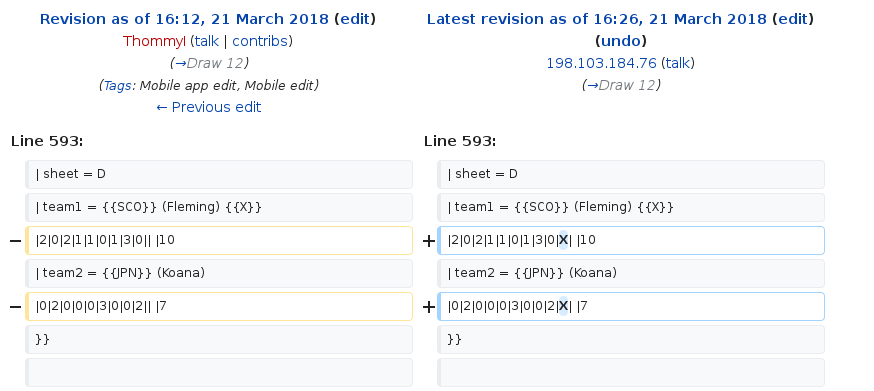 Revision as of 16:12, 21 March 2018 (edit)
Thommy! (talk | contribs)
(→Draw 12)
(Tags: Mobile app edit, Mobile edit)
← Previous edit
Latest revision as of 16:26, 21 March 2018 (edit)
(undo)
198.103.184.76 (talk)
(→Draw 12)
Line 593:
Line 593:
| sheet = D
| sheet = D
| team1 = {{SCO}} (Fleming) {{X}}
| team1 = {{SCO}} (Fleming) {{X}}
− |2|0|2|1|1|0|1|3|0|| |10
+ |2|0|2|1|1|0|1|3|0|X| |10
| team2 = {{JPN}} (Koana)
| team2 = {{JPN}} (Koana)
− |0|2|0|0|0|3|0|0|2|| |7
+ |0|2|0|0|0|3|0|0|2|X| |7
}}
}}